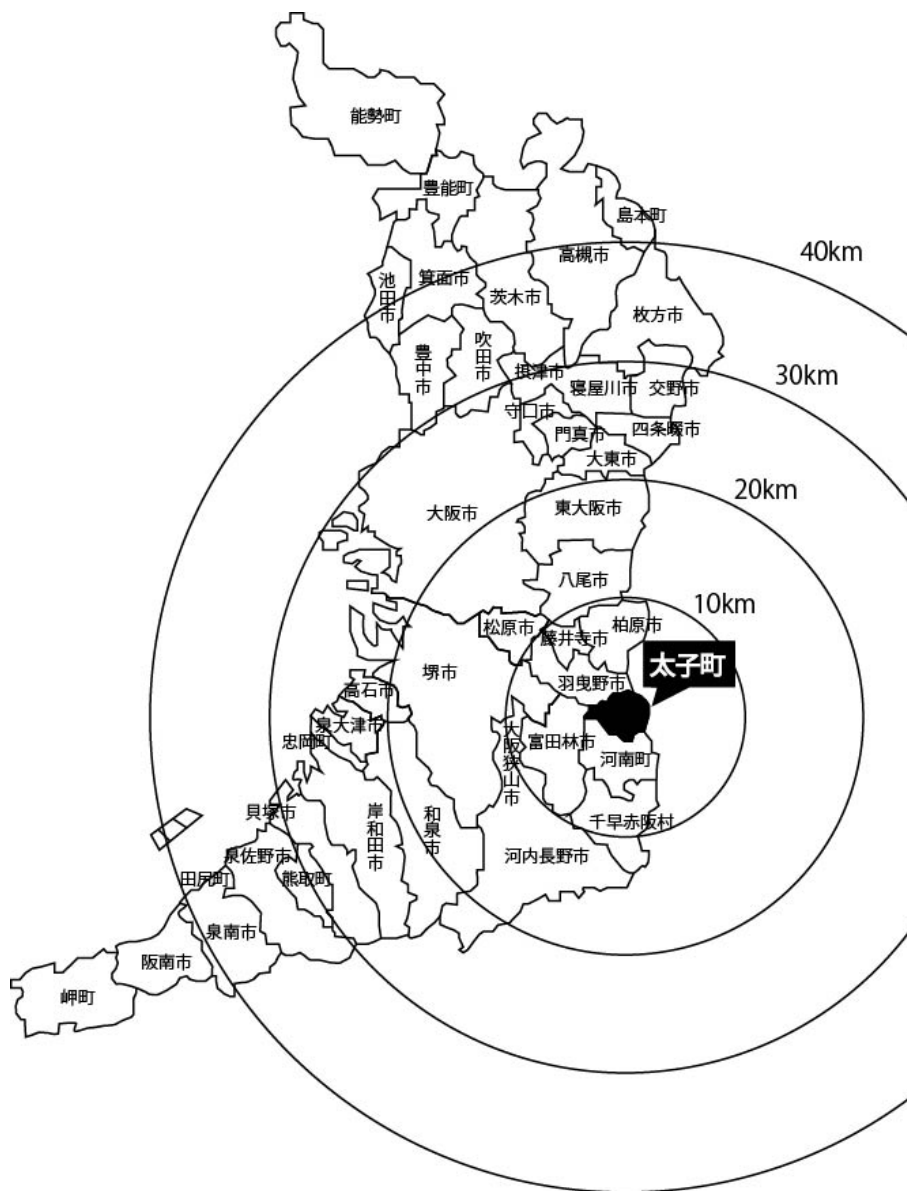 能勢町
豊能町
島本町
高槻市
40km
箕面市
池田市
茨木市
枚方市
吹田市
豊中市
摂津市
30km
寝屋川市
交野市
守口市
門真市
四条畷市
大東市
20km
大阪市
東大阪市
八尾市
10km
松原市
藤井寺市
柏原市
太子町
堺市
羽曳野市
高石市
泉大津市
忠岡町
大阪狭山市
富田林市
河南町
貝塚市
岸和田市
和泉市
千早赤阪村
泉佐野市
河内長野市
田尻町
熊取町
泉南市
阪南市
岬町